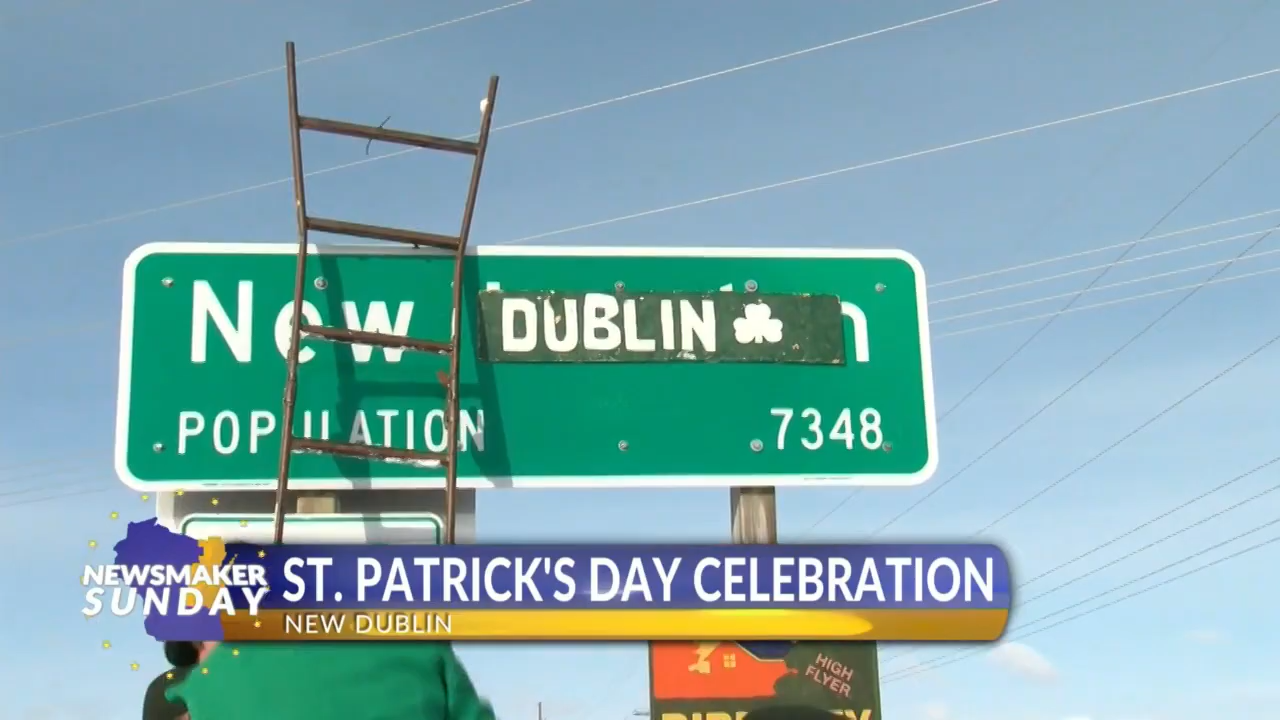 New DUBLIN n
POPULATION 7348
NEWSMAKER
SUNDAY
ST. PATRICK'S DAY CELEBRATION
NEW DUBLIN
HIGH
FLYER